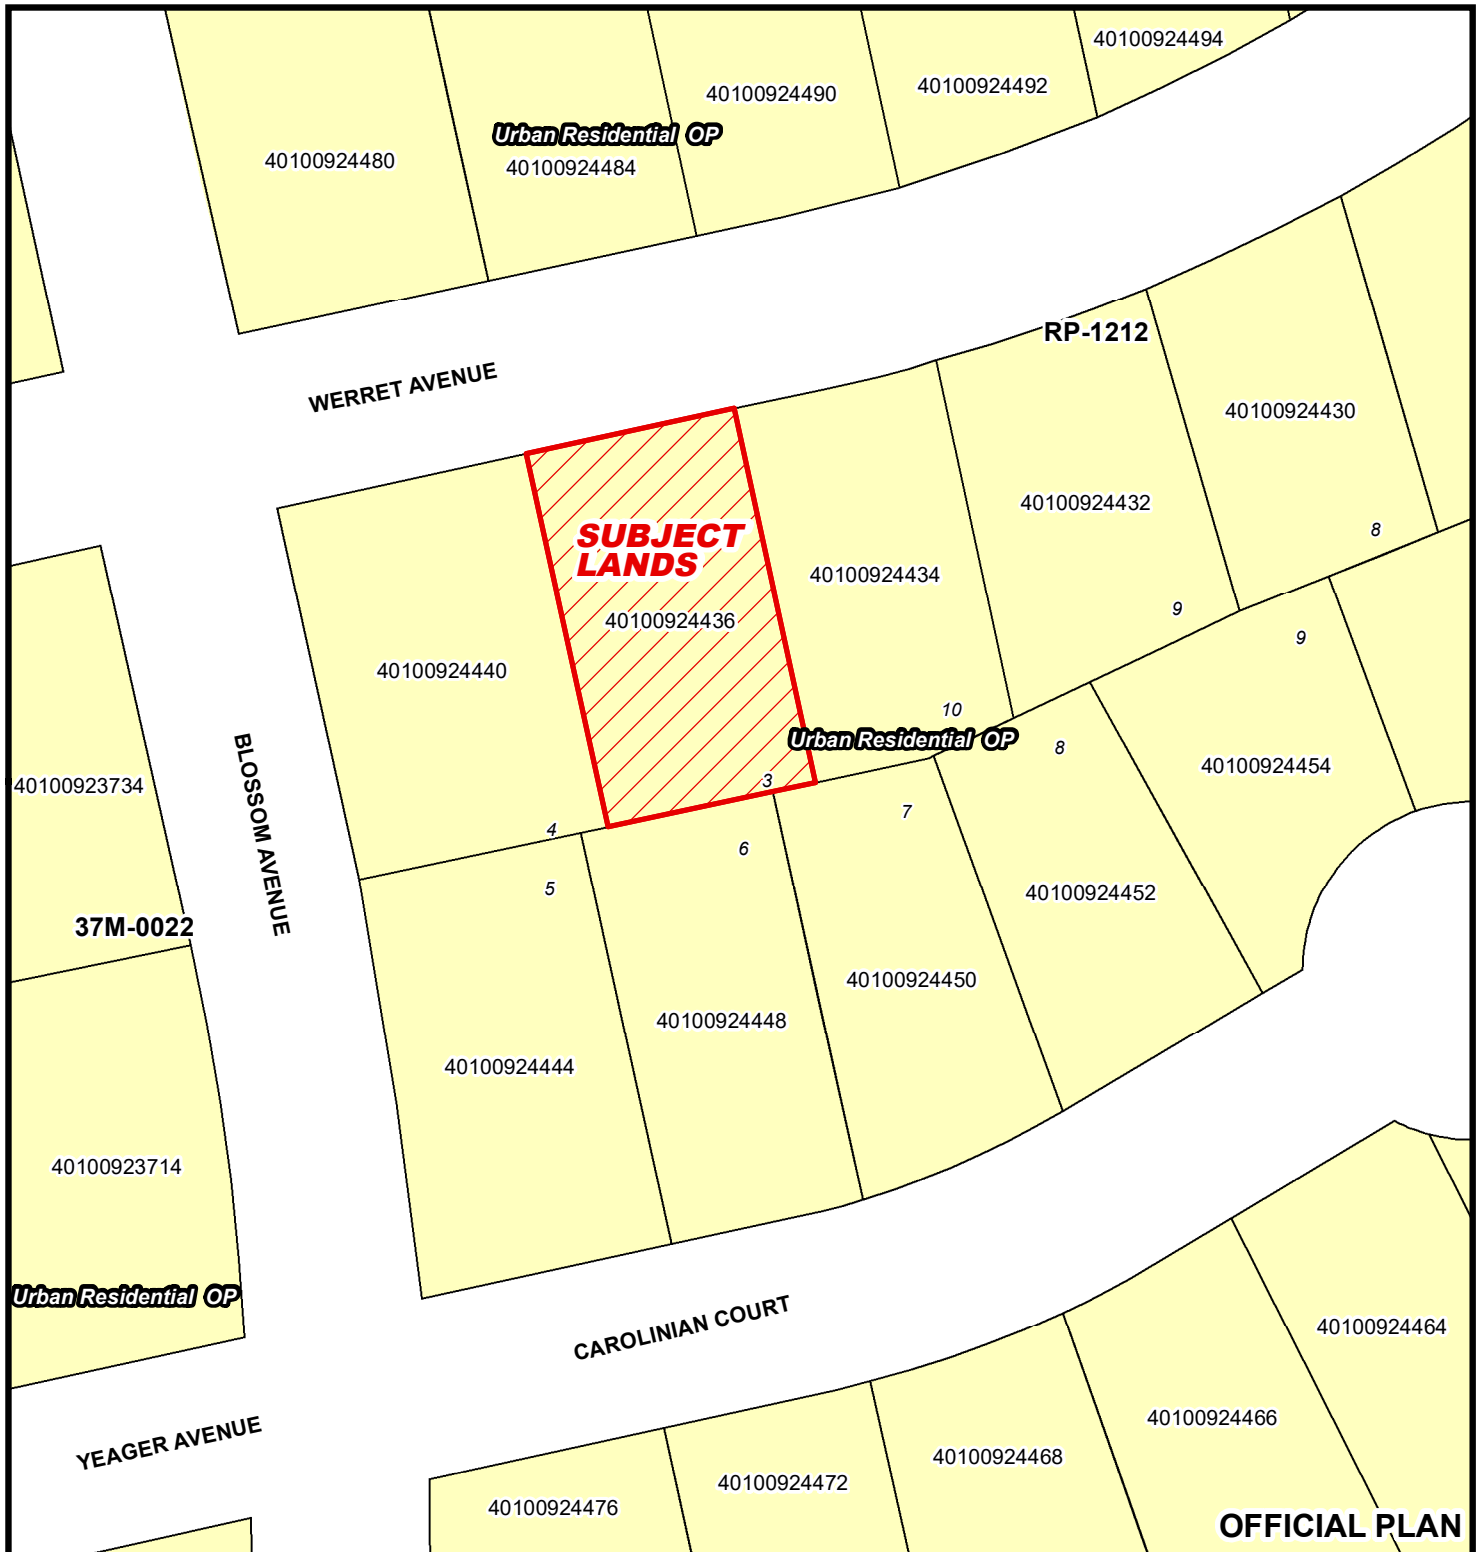 40100924494
40100924490
40100924492
Urban Residential OP
40100924480
40100924484
RP-1212
WERRET AVENUE
40100924430
40100924432
8
SUBJECT
LANDS
40100924434
40100924436
9
9
40100924440
10
Urban Residential OP
8
40100924454
BLOSSOM AVENUE
40100923734
3
7
4
6
5
40100924452
37M-0022
40100924450
40100924448
40100924444
40100923714
Urban Residential OP
CAROLINIAN COURT
40100924464
40100924466
YEAGER AVENUE
40100924468
40100924472
40100924476
OFFICIAL PLAN